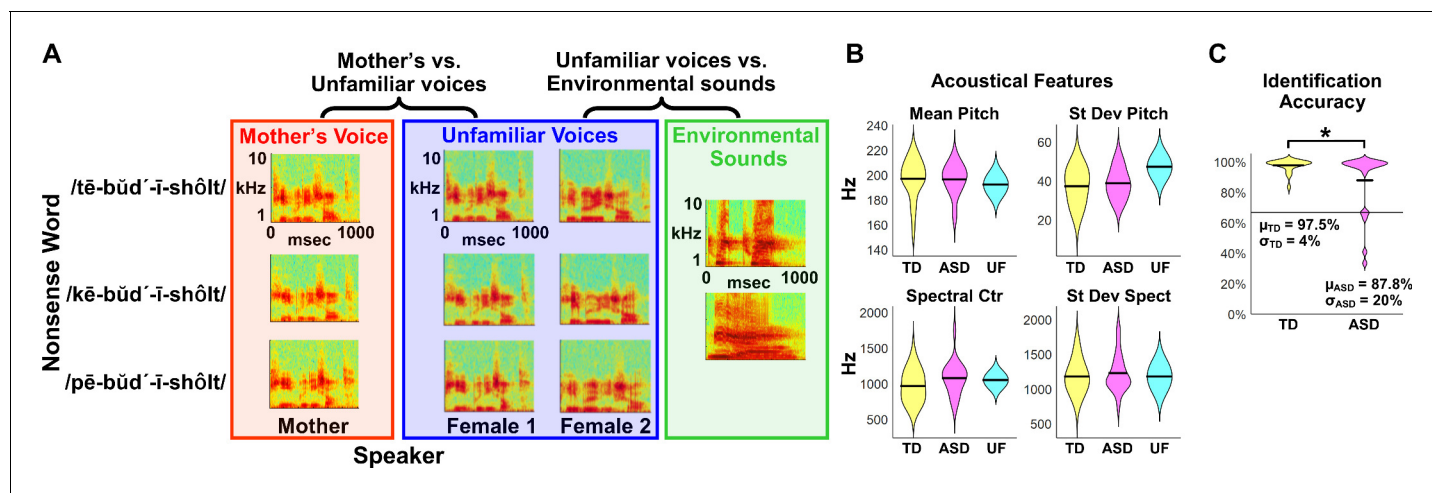 A
Mother's vs.
Unfamiliar voices
Unfamiliar voices vs.
Environmental sounds
Mother's Voice
Unfamiliar Voices
Environmental
Sounds
Nonsense Word
/tē-bŭd´-ī-shôlt/
10
kHz
1
0 msec 1000
10
kHz
1
0 msec 1000
10
kHz
1
0 1000
msec
/kē-bŭd´-ī-shôlt/
/pē-bŭd´-ī-shôlt/
Mother
Female 1
Female 2
Speaker
B
Acoustical Features
Mean Pitch
Hz
240
220
200
180
160
140
TD ASD UF
St Dev Pitch
60
40
20
TD ASD UF
Spectral Ctr
Hz
2000
1500
1000
500
TD ASD UF
St Dev Spect
2000
1500
1000
500
TD ASD UF
C
Identification
Accuracy
*
100%
80%
60%
40%
20%
0%
μTD = 97.5%
σTD = 4%
μASD = 87.8%
σASD = 20%
TD ASD